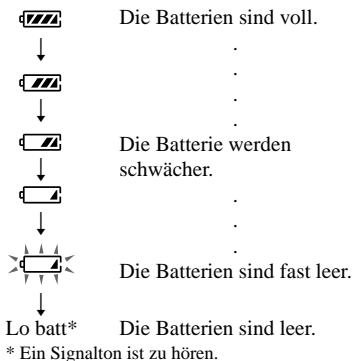 Die Batterien sind voll.
.
.
.
.
Die Batterie werden
schwächer.
.
.
.
Die Batterien sind fast leer.
Lo batt* Die Batterien sind leer.
* Ein Signalton ist zu hören.